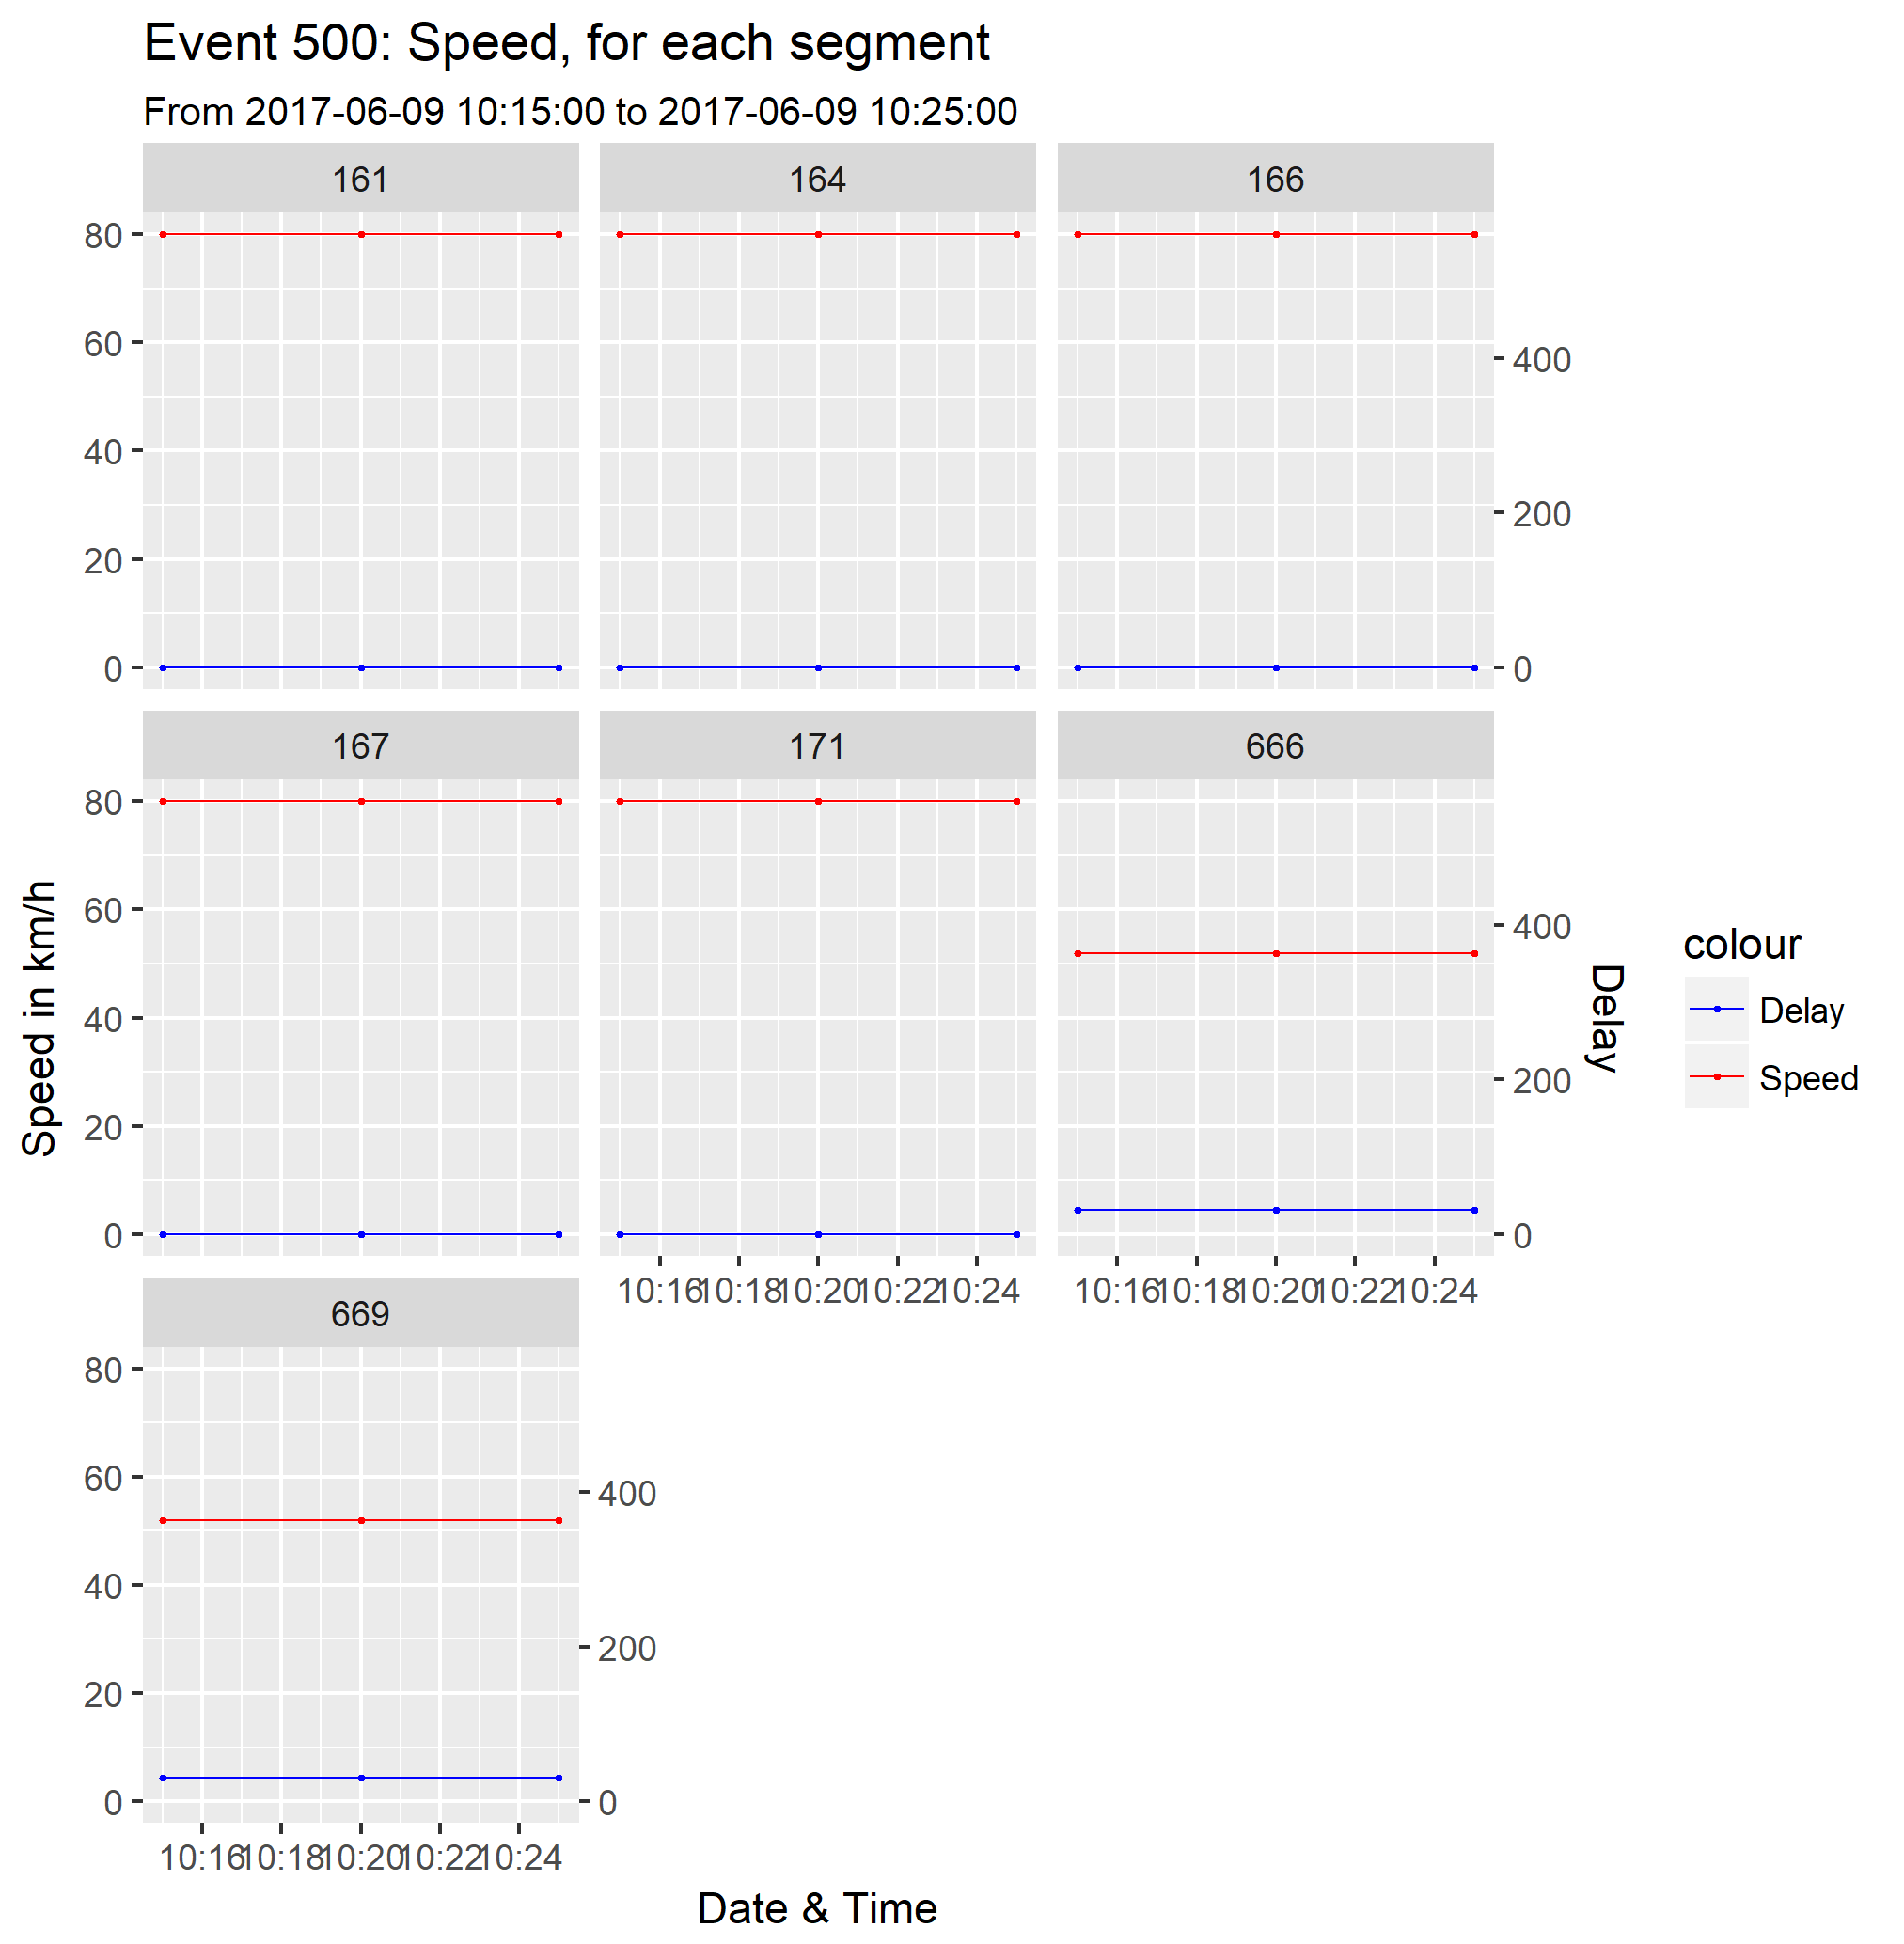 Event 500: Speed, for each segment
From 2017-06-09 10:15:00 to 2017-06-09 10:25:00
161 164 166
80
60
40
20
0
400
200
0
167 171 666
80
60
40
20
0
400
200
0
10:16 10:18 10:20 10:22 10:24
10:16 10:18 10:20 10:22 10:24
669
80
60
40
20
0
400
200
0
10:16 10:18 10:20 10:22 10:24
Speed in km/h
Delay
Date & Time
colour
Delay
Speed